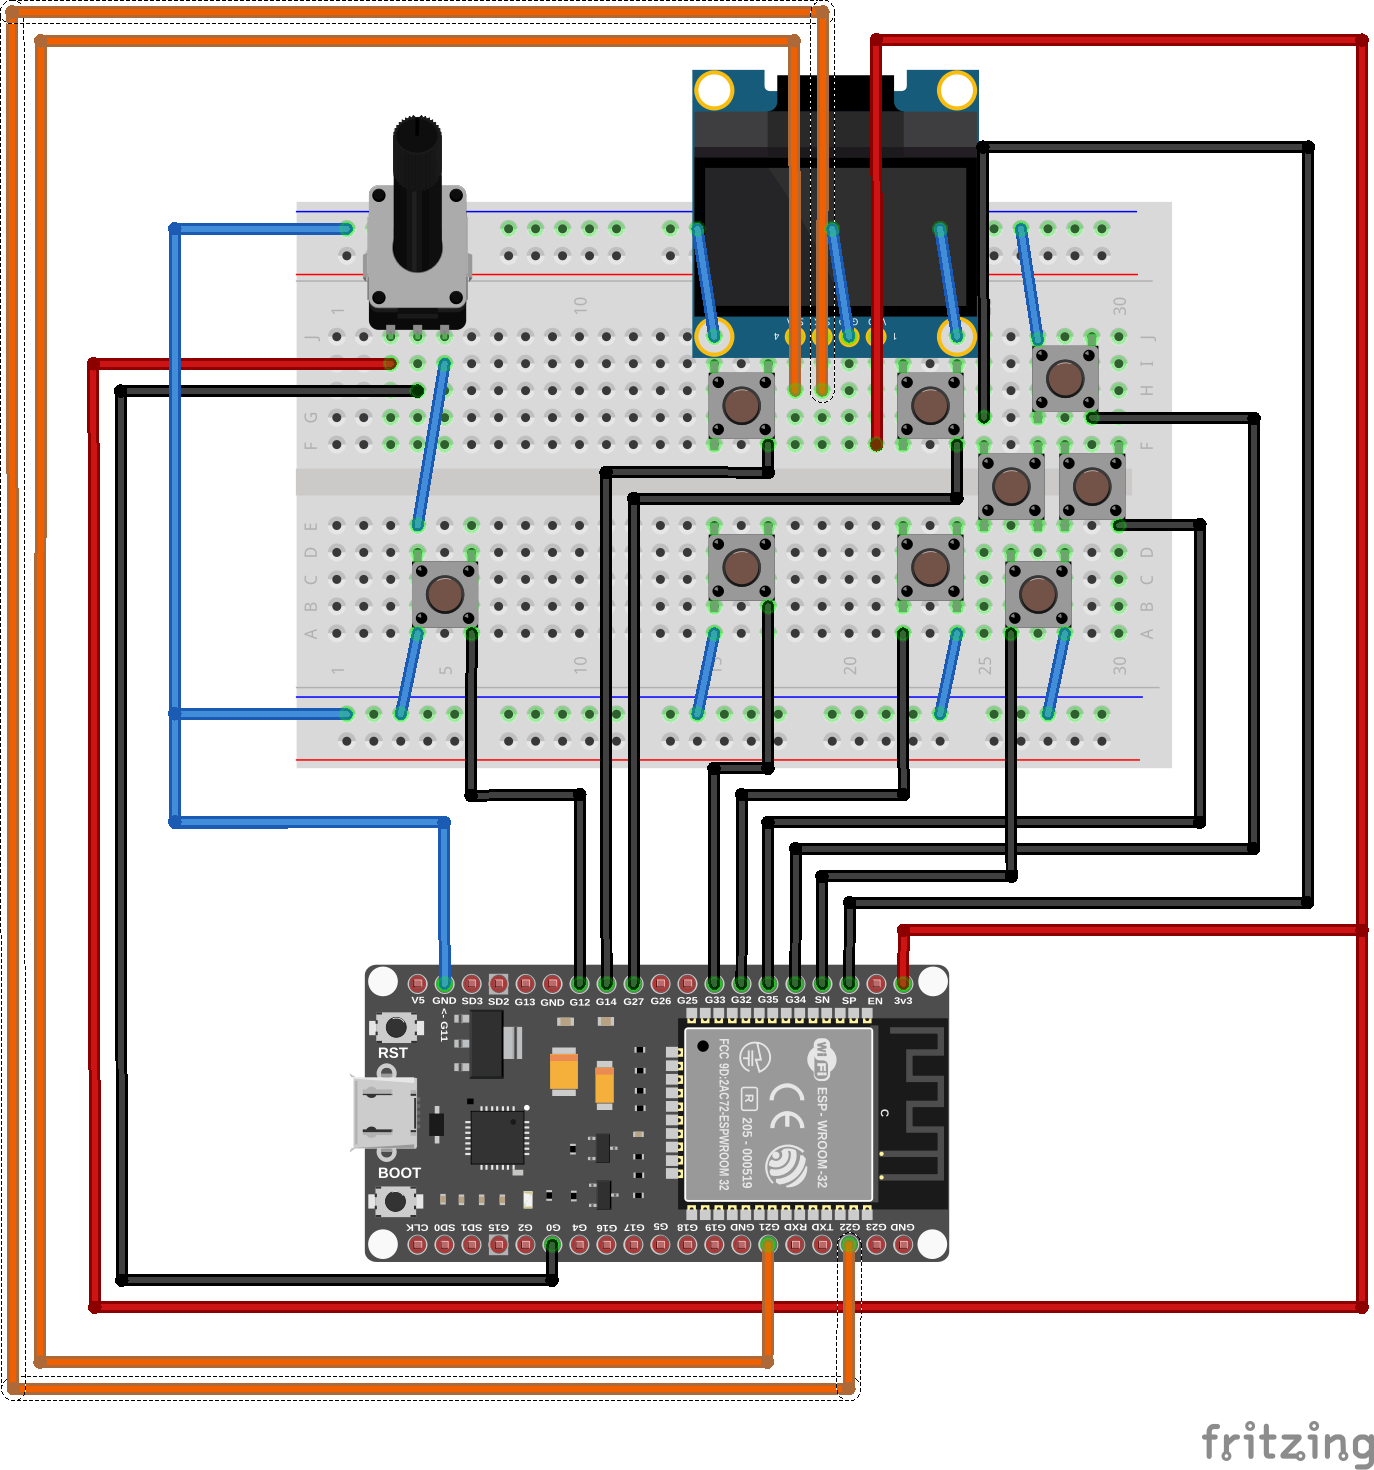 4
1
1
10
30
J
I
H
G
F
J
I
H
F
E
D
C
B
A
D
C
B
A
1
5
10
15
20
25
30
V5 GND SD3 SD2 G13 GND G12 G14 G27 G26 G25 G33 G32 G35 G34 SN SP EN 3v3
<- G11
RST
BOOT
FCC 9D:2AC72-ESPWROOM 32
R
205 - 000519
CE
WiFi
ESP - WROOM -32
C
CLK SD0 SD1 G15 G2 G0 G4 G16 G17 G5 G18 G19 GND G21 RXD TXD G22 G23 GND
fritzing